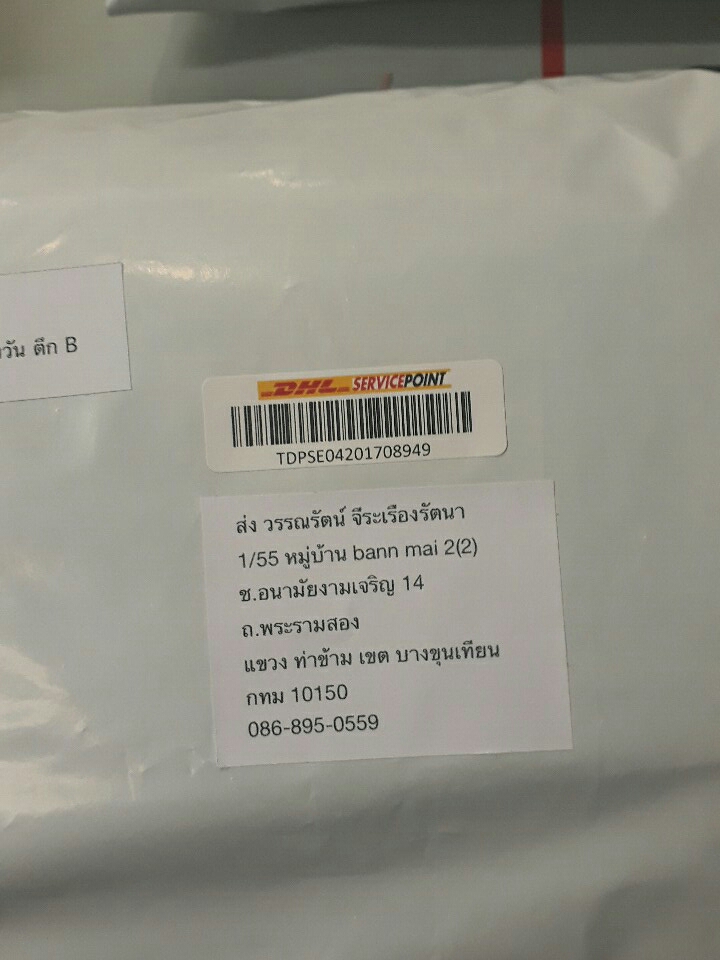 ตึก B
DHL SERVICEPOINT
TDPSE04201708949
ส่ง วรรณรัตน์ จีระเรืองรัตนา
1/55 หมู่บ้าน bann mai 2(2)
ซ.อนามัยงามเจริญ 14
ถ.พระรามสอง
แขวง ท่าข้าม เขต บางขุนเทียน
กทม 10150
086-895-0559